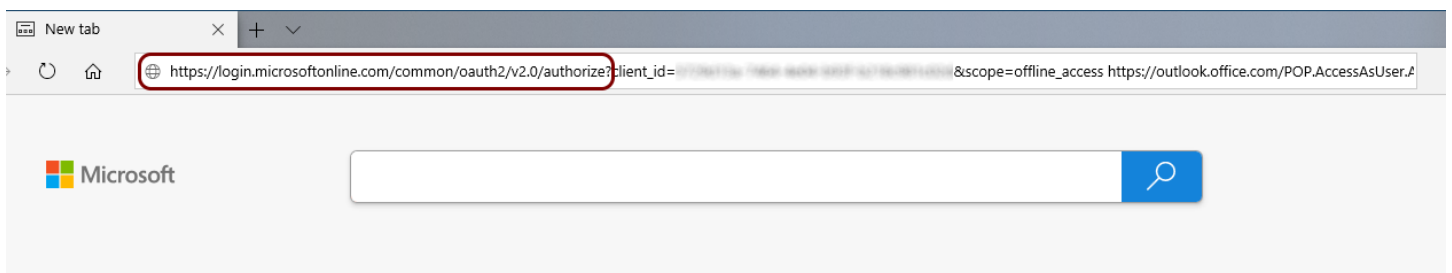 New tab
https://login.microsoftonline.com/common/oauth2/v2.0/authorize?client_id= &scope=offline_access https://outlook.office.com/POP.AccessAsUser.A
Microsoft